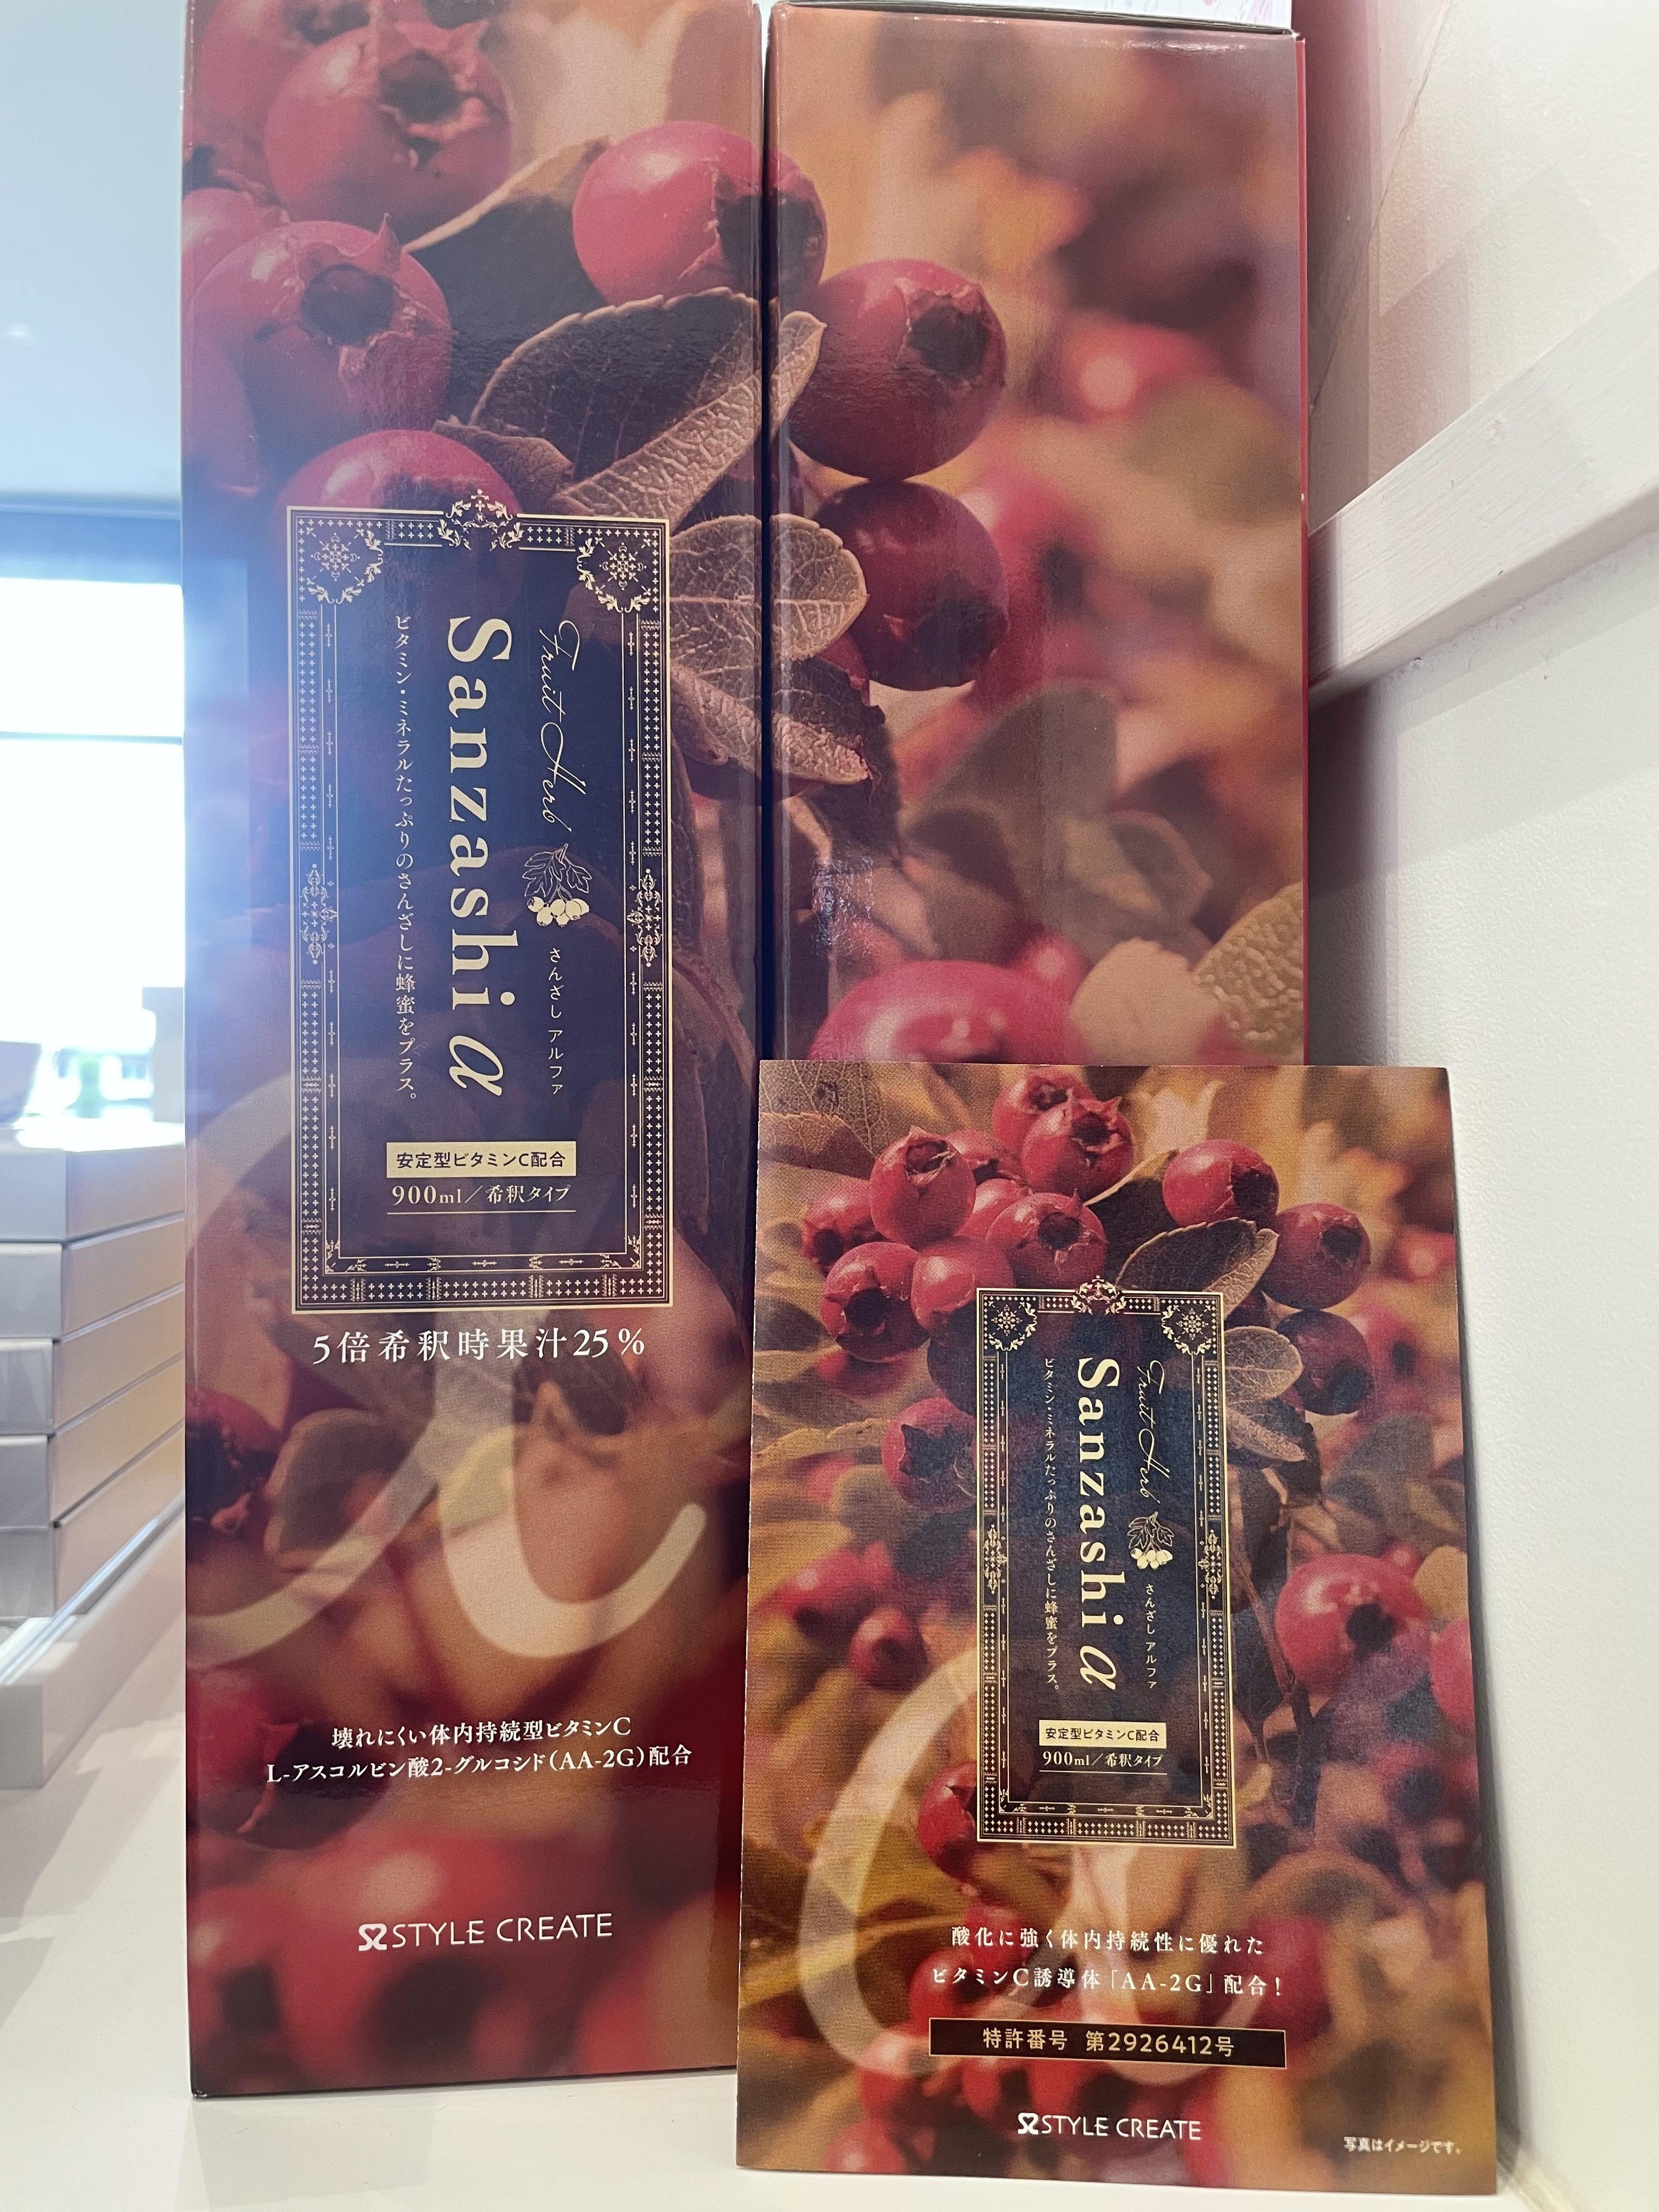 Fruit Herb
さんざし アルファ
Sanzashi α
ビタミン・ミネラルたっぷりのさんざしに蜂蜜をプラス。
安定型ビタミンC配合
900ml／希釈タイプ
5倍希釈時果汁25%
壊れにくい体内持続型ビタミンC
L-アスコルビン酸2-グルコシド(AA-2G)配合
STYLE CREATE
Fruit Herb
さんざし アルファ
Sanzashi α
ビタミン・ミネラルたっぷりのさんざしに蜂蜜をプラス。
安定型ビタミンC配合
900ml／希釈タイプ
酸化に強く体内持続性に優れた
ビタミンC誘導体「AA-2G」配合！
特許番号 第2926412号
STYLE CREATE
写真はイメージです。